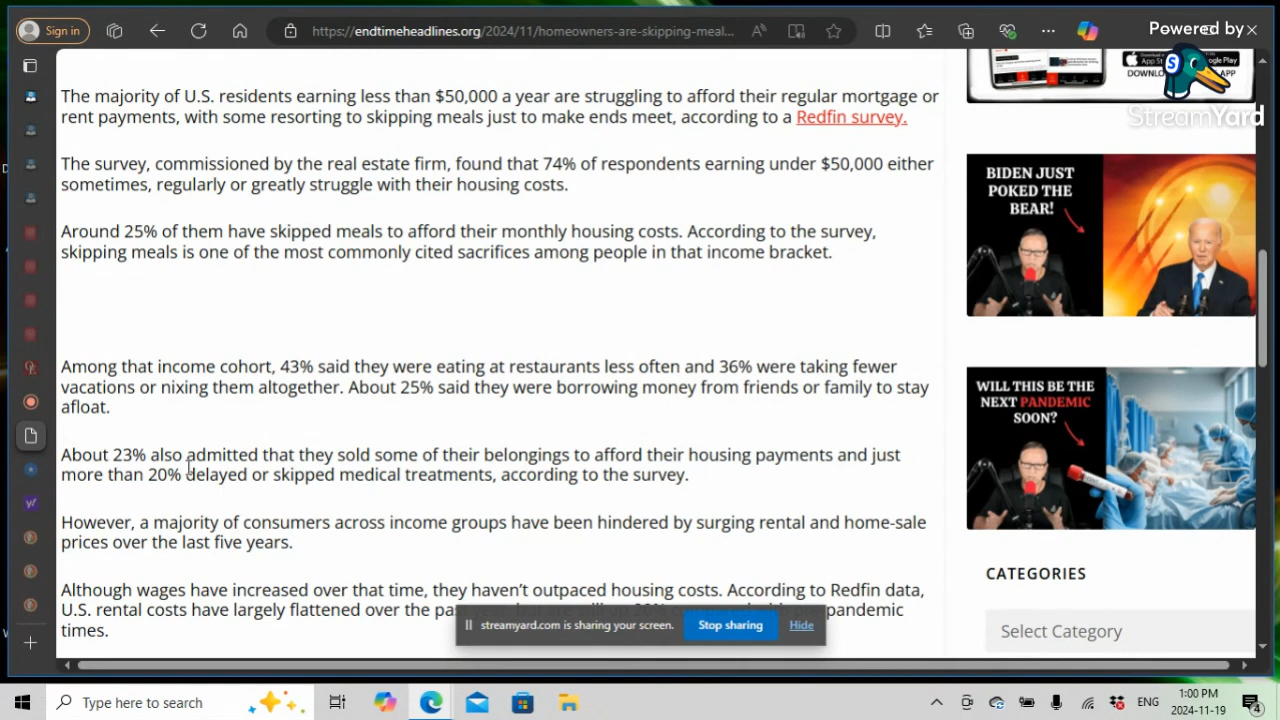 Sign in
https://endtimeheadlines.org/2024/11/homeowners-are-skipping-meal...
Powered by
StreamYard
App Store
Google Play
The majority of U.S. residents earning less than $50,000 a year are struggling to afford their regular mortgage or
rent payments, with some resorting to skipping meals just to make ends meet, according to a Redfin survey.
The survey, commissioned by the real estate firm, found that 74% of respondents earning under $50,000 either
sometimes, regularly or greatly struggle with their housing costs.
Around 25% of them have skipped meals to afford their monthly housing costs. According to the survey,
skipping meals is one of the most commonly cited sacrifices among people in that income bracket.
Among that income cohort, 43% said they were eating at restaurants less often and 36% were taking fewer
vacations or nixing them altogether. About 25% said they were borrowing money from friends or family to stay
afloat.
About 23% also admitted that they sold some of their belongings to afford their housing payments and just
more than 20% delayed or skipped medical treatments, according to the survey.
However, a majority of consumers across income groups have been hindered by surging rental and home-sale
prices over the last five years.
Although wages have increased over that time, they haven't outpaced housing costs. According to Redfin data,
U.S. rental costs have largely flattened over the
pandemic
times.
BIDEN JUST
POKED THE
BEAR!
WILL THIS BE THE
NEXT PANDEMIC
SOON?
CATEGORIES
Select Category
streamyard.com is sharing your screen.
Stop sharing
Hide
Type here to search
ENG
1:00 PM
2024-11-19
4